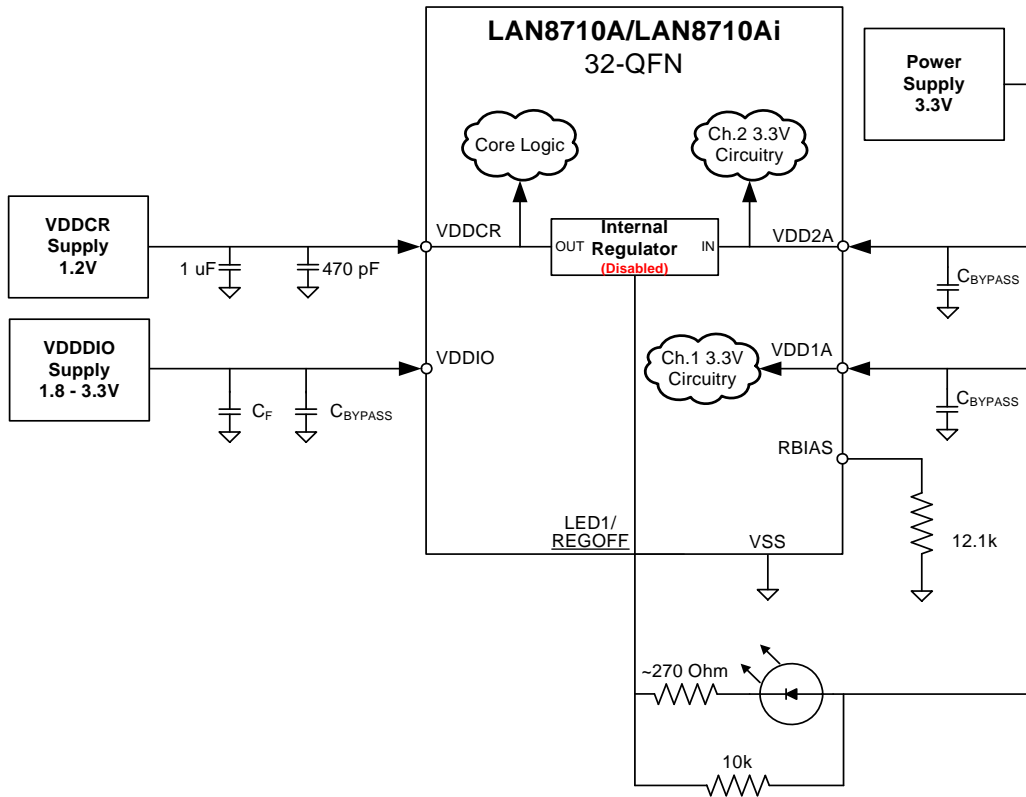 LAN8710A/LAN8710Ai
32-QFN
Power
Supply
3.3V
Core Logic
Ch.2 3.3V
Circuitry
VDDCR
Supply
1.2V
VDDCR
OUT
Internal
Regulator
(Disabled)
IN
VDD2A
1 uF
470 pF
CBYPASS
VDDDIO
Supply
1.8 - 3.3V
VDDIO
Ch.1 3.3V
Circuitry
VDD1A
CF
CBYPASS
CBYPASS
RBIAS
12.1k
LED1/
REGOFF
VSS
~270 Ohm
10k